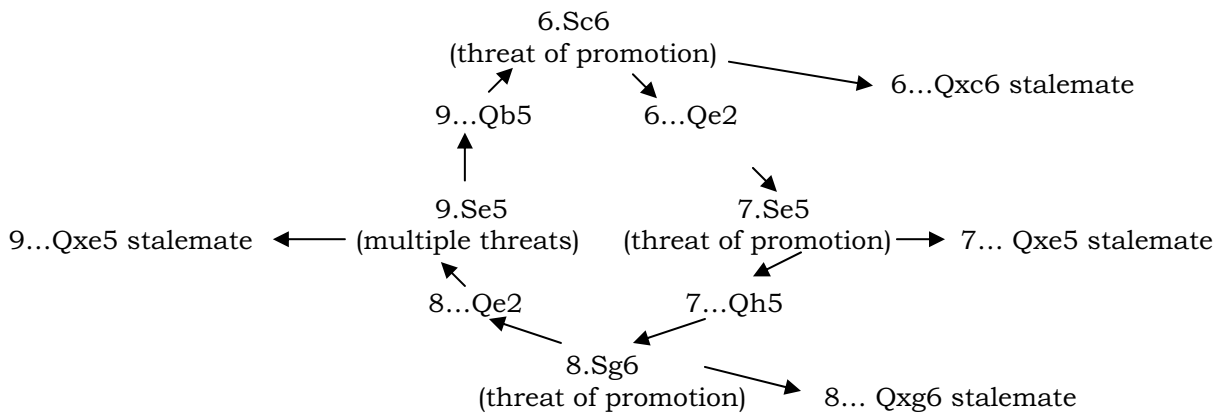 6.Sc6
(threat of promotion)
6…Qxc6 stalemate
9…Qb5
6…Qe2
9.Se5
(multiple threats)
7.Se5
(threat of promotion)
9…Qxe5 stalemate
7… Qxe5 stalemate
8…Qe2
7…Qh5
8.Sg6
(threat of promotion)
8… Qxg6 stalemate